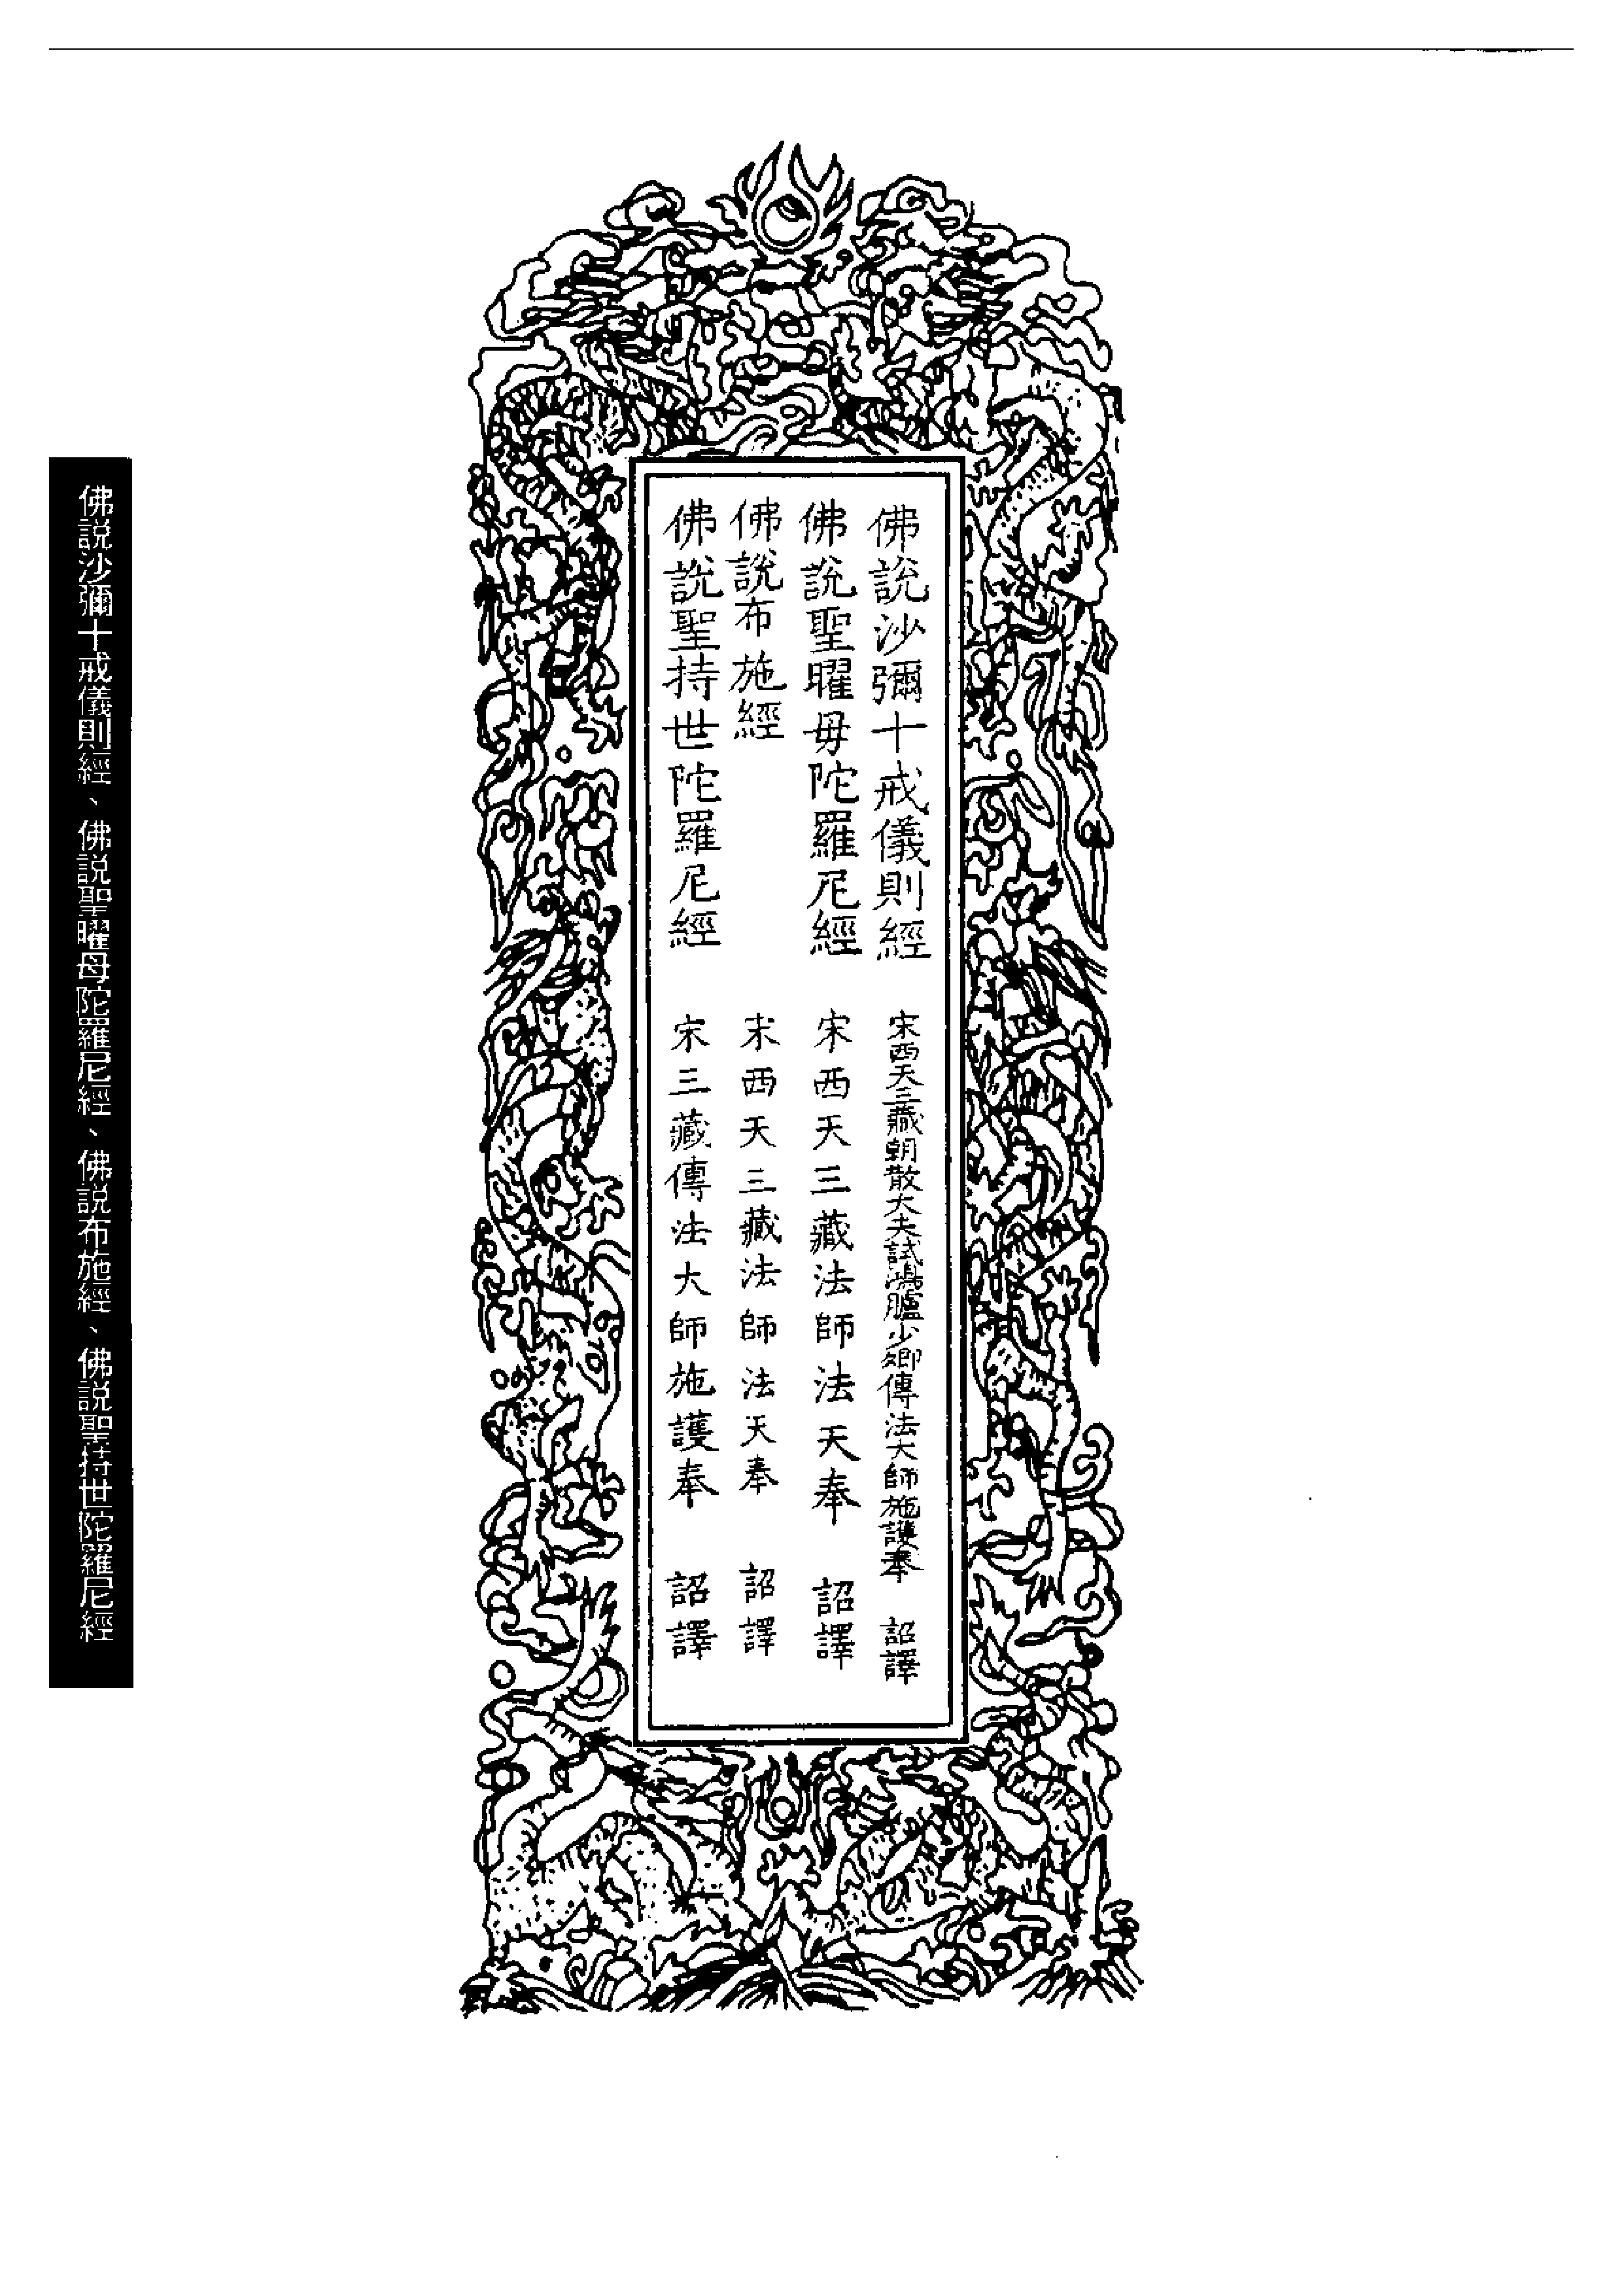 佛說沙彌十戒儀則經 宋西天三藏朝散大夫試鴻臚少卿傳法大師施護奉 詔譯
佛說聖曜毋陀羅尼經 宋西天三藏法師法天奉 詔譯
佛說布施經 宋西天三藏法師法天奉 詔譯
佛說聖持世陀羅尼經 宋三藏傳法大師施護奉 詔譯
佛説沙彌十戒儀則經、佛説聖曜母陀羅尼經、佛説布施經、佛説聖持世陀羅尼經